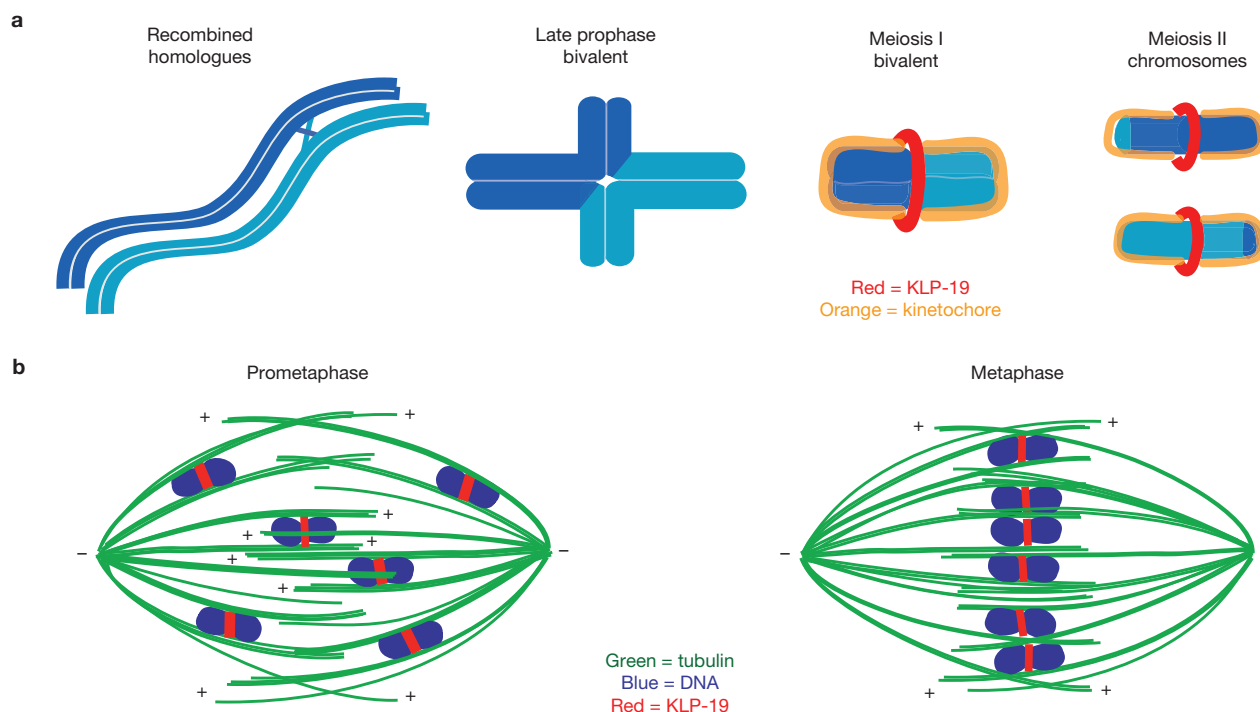 a
Recombined
homologues
Late prophase
bivalent
Meiosis I
bivalent
Meiosis II
chromosomes
Red = KLP-19
Orange = kinetochore
b
Prometaphase
Metaphase
+ +
+ +
+
+ +
+
+
− −
+ +
−
+ +
Green = tubulin
Blue = DNA
Red = KLP-19